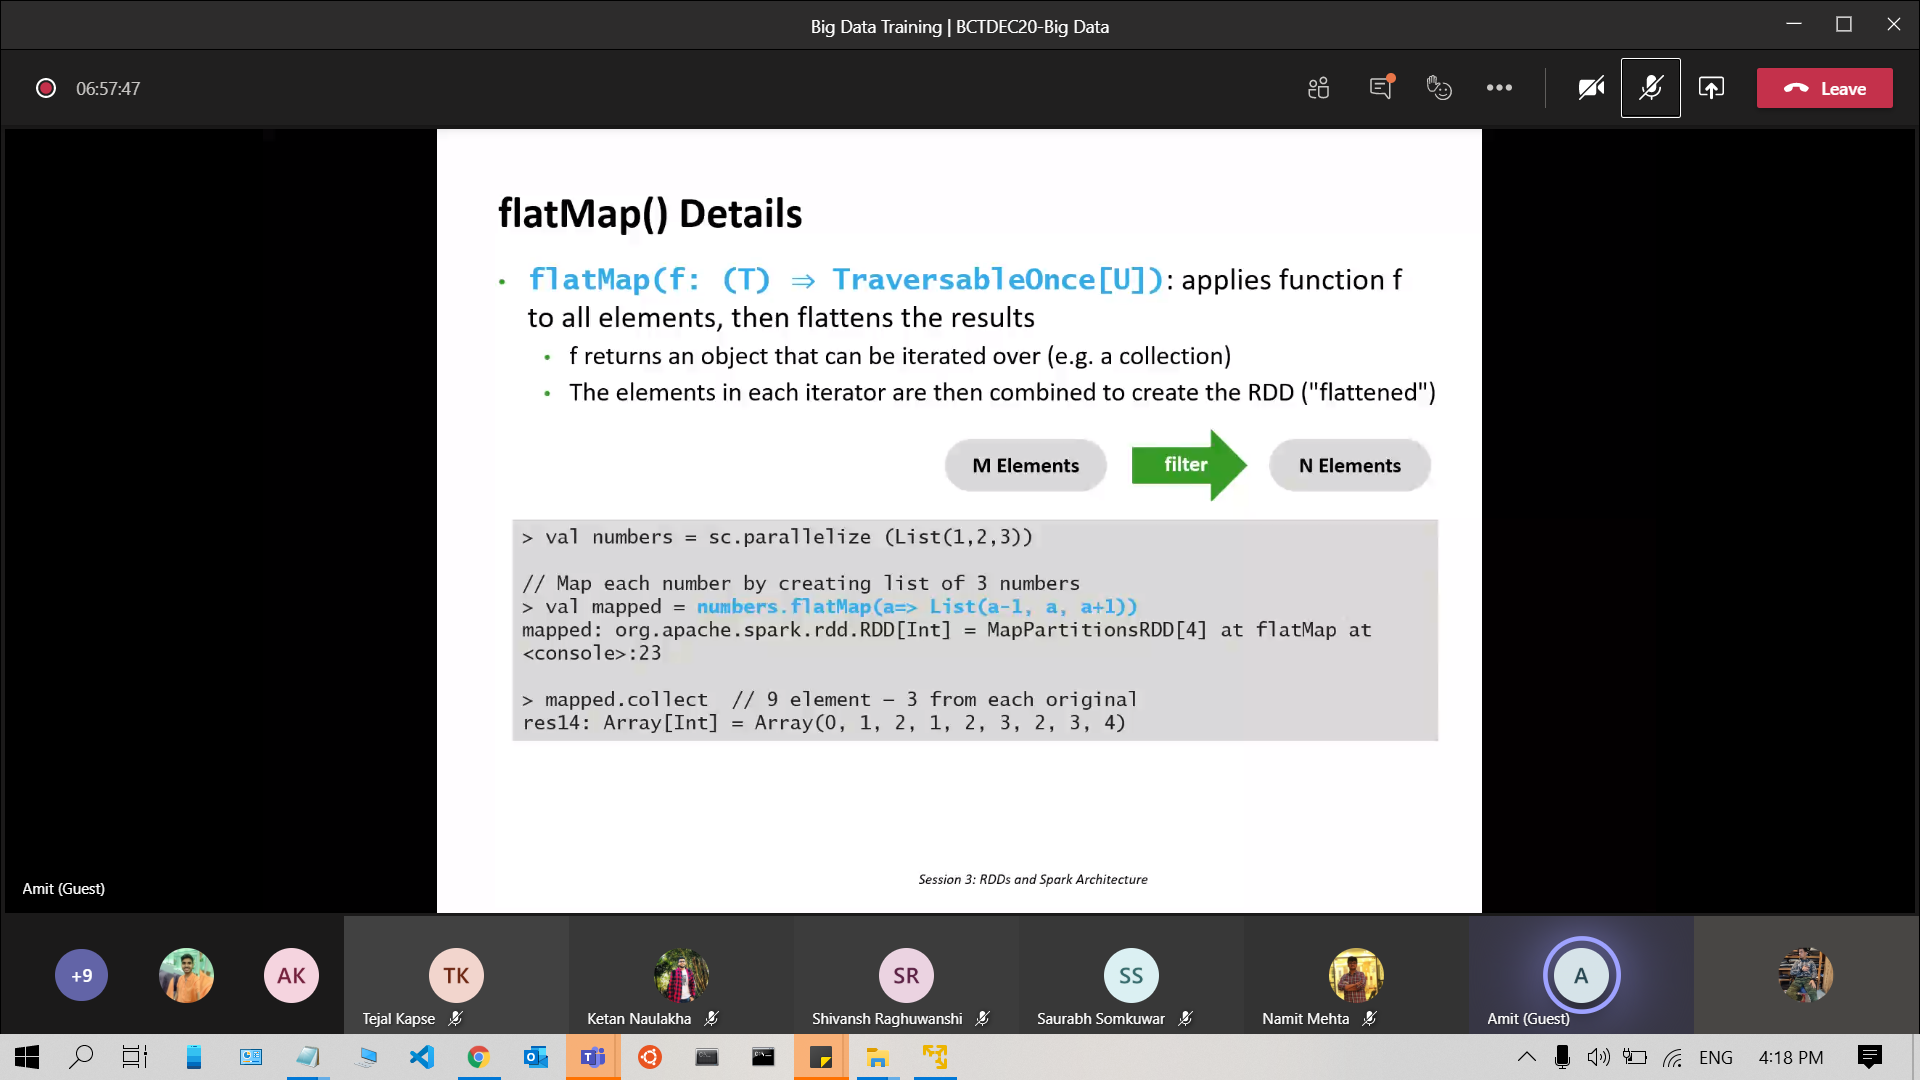 Big Data Training | BCTDEC20-Big Data
06:57:47
Leave
flatMap() Details
• flatMap(f: (T) ⇒ TraversableOnce[U]): applies function f
to all elements, then flattens the results
• f returns an object that can be iterated over (e.g. a collection)
• The elements in each iterator are then combined to create the RDD ("flattened")
M Elements
filter
N Elements
> val numbers = sc.parallelize (List(1,2,3))
// Map each number by creating list of 3 numbers
> val mapped = numbers.flatMap(a=> List(a-1, a, a+1))
mapped: org.apache.spark.rdd.RDD[Int] = MapPartitionsRDD[4] at flatMap at
<console>:23
> mapped.collect // 9 element – 3 from each original
res14: Array[Int] = Array(0, 1, 2, 1, 2, 3, 2, 3, 4)
Session 3: RDDs and Spark Architecture
Amit (Guest)
+9
AK
TK
SR
SS
A
Tejal Kapse
Ketan Naulakha
Shivansh Raghuwanshi
Saurabh Somkuwar
Namit Mehta
Amit (Guest)
ENG
4:18 PM